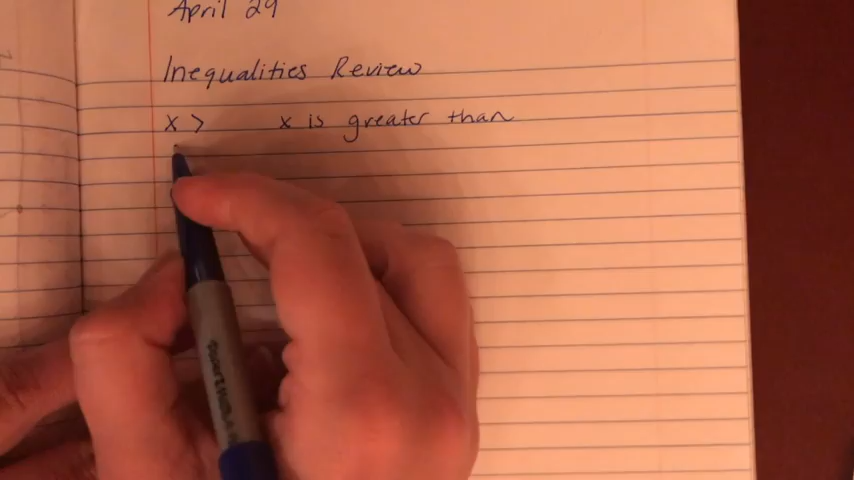 April 29
Inequalities Review
x > x is greater than